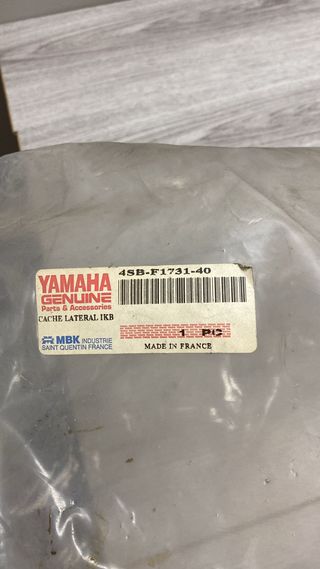 YAMAHA
GENUINE
Parts & Accessories
4SB-F1731-40
CACHE LATERAL 1KB
1 PC
MBK INDUSTRIE
SAINT QUENTIN FRANCE
MADE IN FRANCE